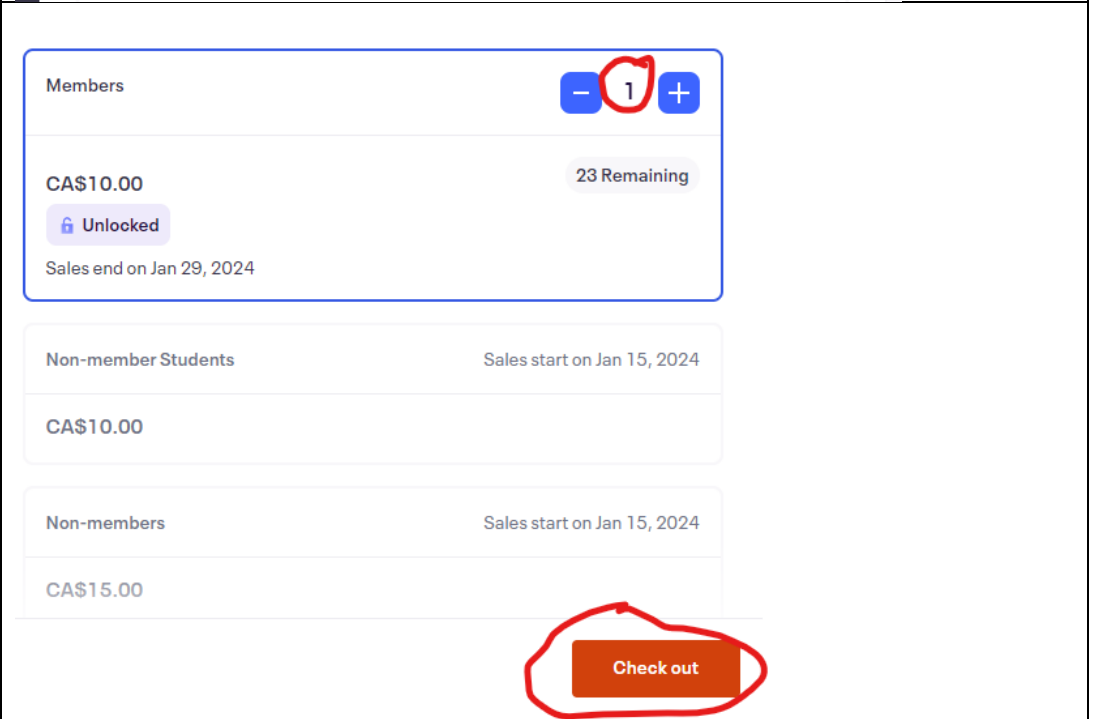 Members
− 1 +
CA$10.00
23 Remaining
Unlocked
Sales end on Jan 29, 2024
Non-member Students
Sales start on Jan 15, 2024
CA$10.00
Non-members
Sales start on Jan 15, 2024
CA$15.00
Check out